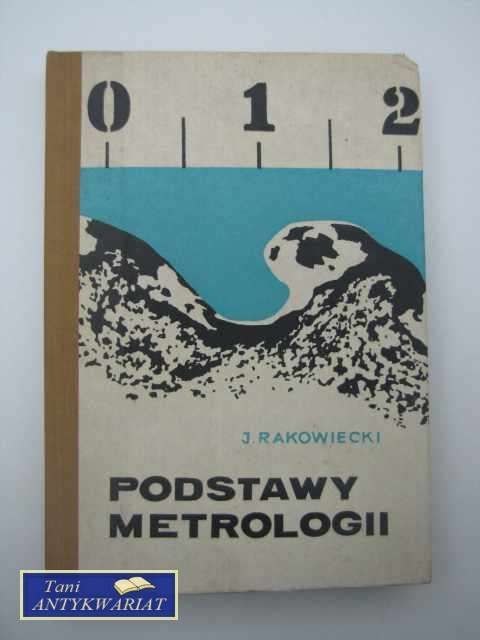 0 1 2
J. RAKOWIECKI
PODSTAWY
METROLOGII
Tani
ANTYKWARIAT